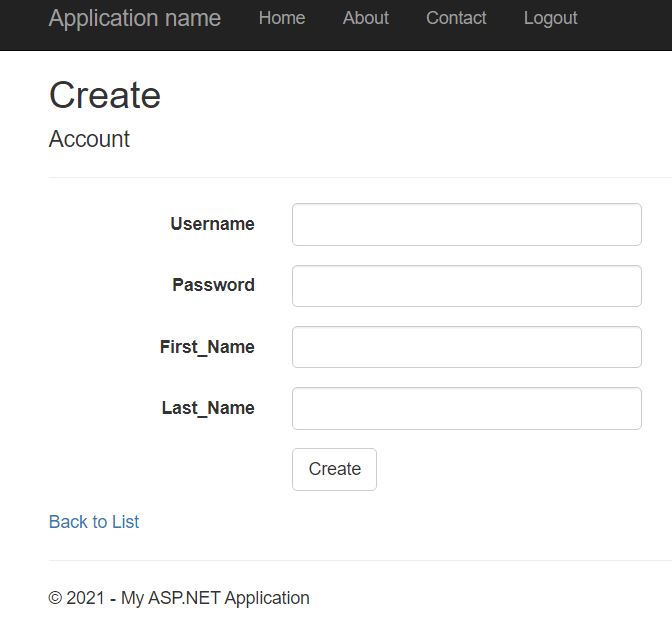 Application name Home About Contact Logout
Create
Account
Username
Password
First_Name
Last_Name
Create
Back to List
© 2021 - My ASP.NET Application